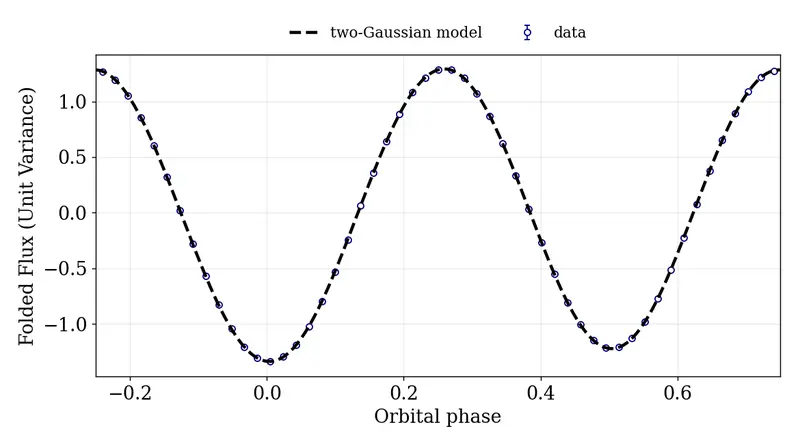 two-Gaussian model
data
Folded Flux (Unit Variance)
1.0
0.5
0.0
−0.5
−1.0
−0.2
0.0
0.2
0.4
0.6
Orbital phase